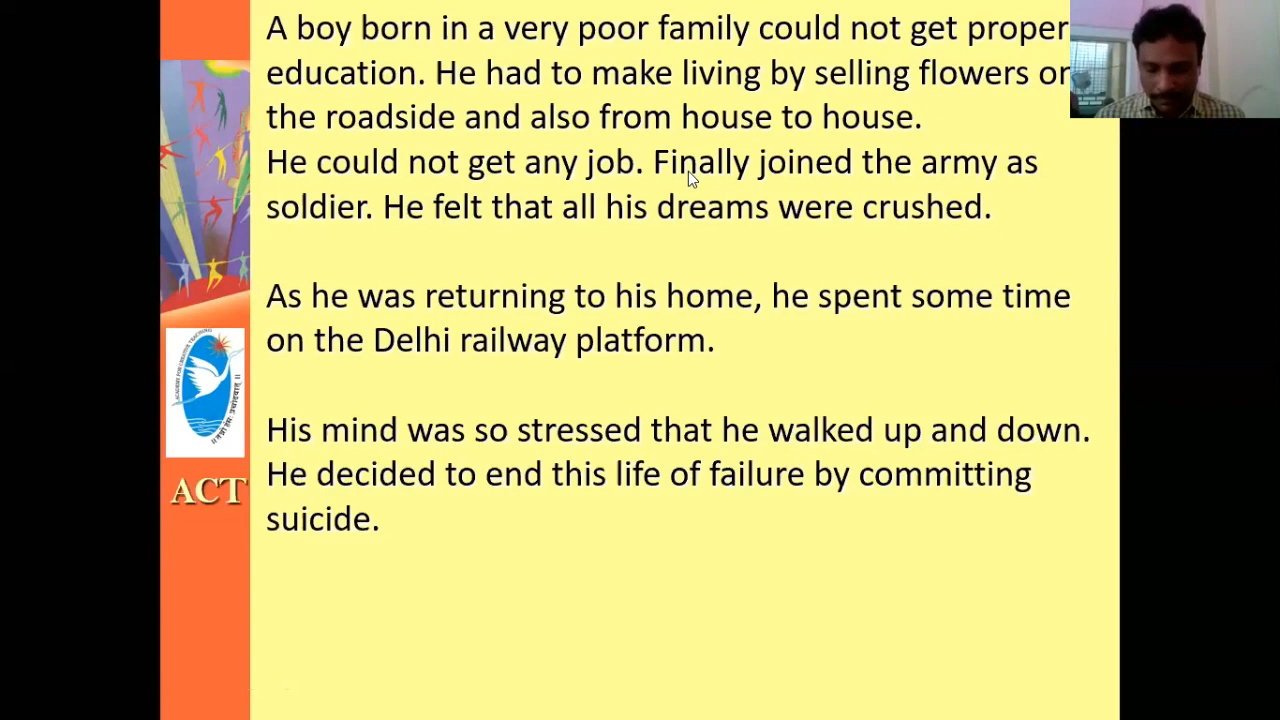 A boy born in a very poor family could not get proper
education. He had to make living by selling flowers on
the roadside and also from house to house.
He could not get any job. Finally joined the army as
soldier. He felt that all his dreams were crushed.
As he was returning to his home, he spent some time
on the Delhi railway platform.
His mind was so stressed that he walked up and down.
He decided to end this life of failure by committing
suicide.
ACADEMY FOR CREATIVE TEACHING
ACT